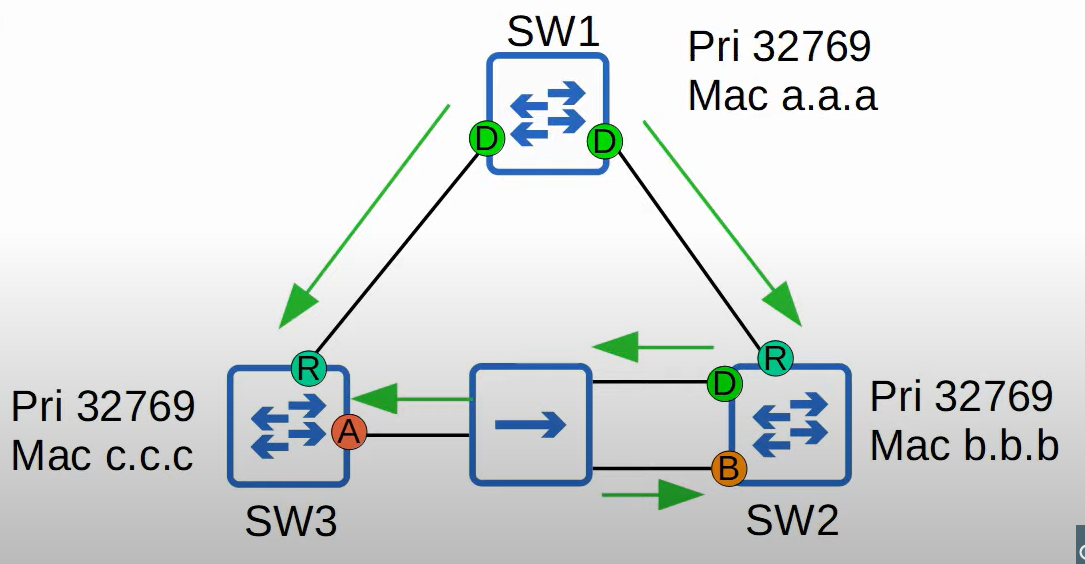 SW1
Pri 32769
Mac a.a.a
D
D
R
R
D
A
B
Pri 32769
Mac c.c.c
Pri 32769
Mac b.b.b
SW3
SW2